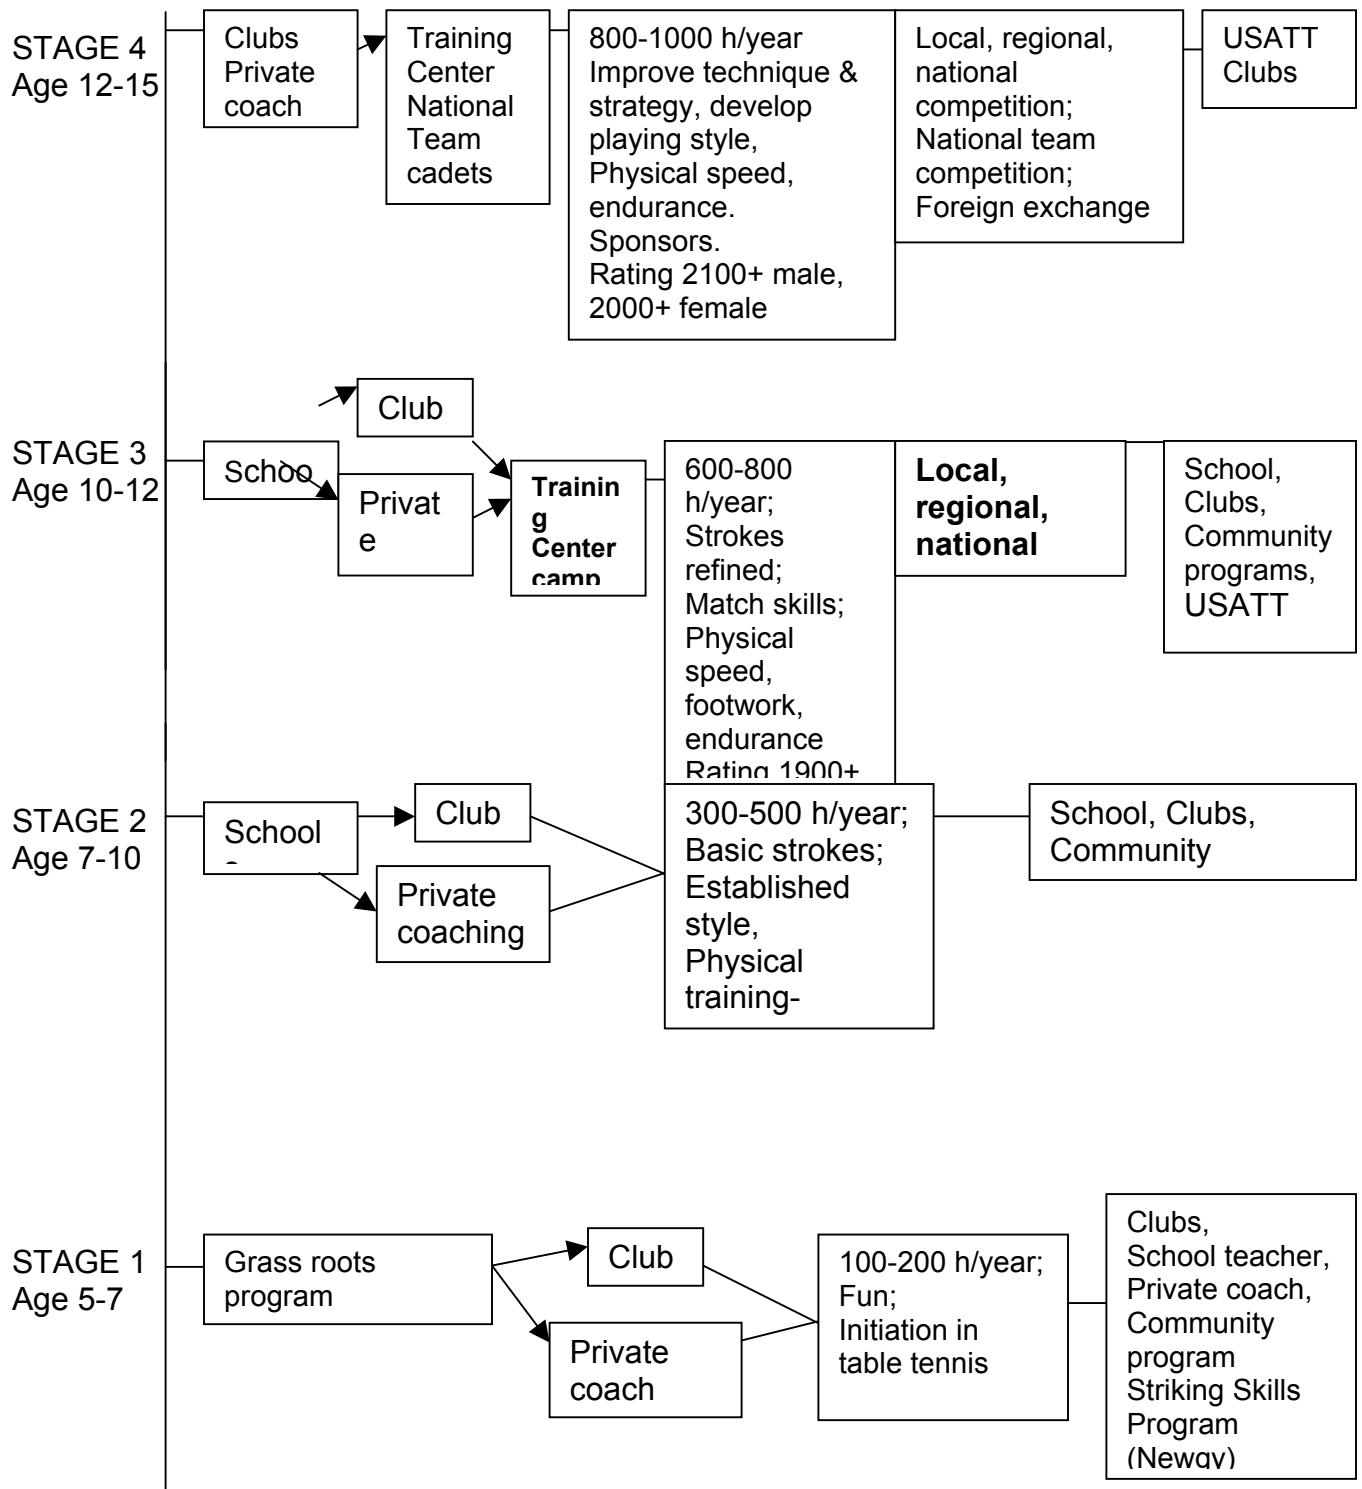 STAGE 4
Age 12-15
Clubs
Private
coach
Training
Center
National
Team
cadets
800-1000 h/year
Improve technique &
strategy, develop
playing style,
Physical speed,
endurance.
Sponsors.
Rating 2100+ male,
2000+ female
Local, regional,
national
competition;
National team
competition;
Foreign exchange
USATT
Clubs
STAGE 3
Age 10-12
Schoo
Club
Privat
e
Trainin
g
Center
camp
600-800
h/year;
Strokes
refined;
Match skills;
Physical
speed,
footwork,
endurance
Rating 1900+
Local,
regional,
national
School,
Clubs,
Community
programs,
USATT
STAGE 2
Age 7-10
School
Club
Private
coaching
300-500 h/year;
Basic strokes;
Established
style,
Physical
training-
School, Clubs,
Community
STAGE 1
Age 5-7
Grass roots
program
Club
Private
coach
100-200 h/year;
Fun;
Initiation in
table tennis
Clubs,
School teacher,
Private coach,
Community
program
Striking Skills
Program
(Newgy)